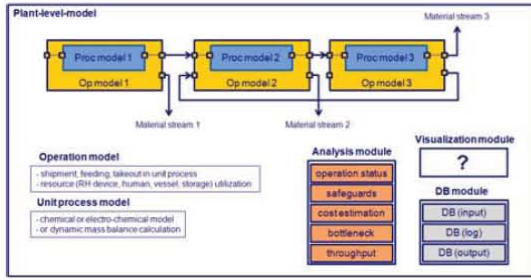 Plant-level-model
Material stream 3
Proc model 1
Proc model 2
Proc model 3
Op model 1
Op model 2
Op model 3
Material stream 1
Material stream 2
Operation model
- shipment, feeding, takeout in unit process
- resource (RH device, human, vessel, storage) utilization
Unit process model
- chemical or electro-chemical model
- or dynamic mass balance calculation
Analysis module
operation status
safeguards
cost estimation
bottleneck
throughput
Visualization module
?
DB module
DB (input)
DB (log)
DB (output)